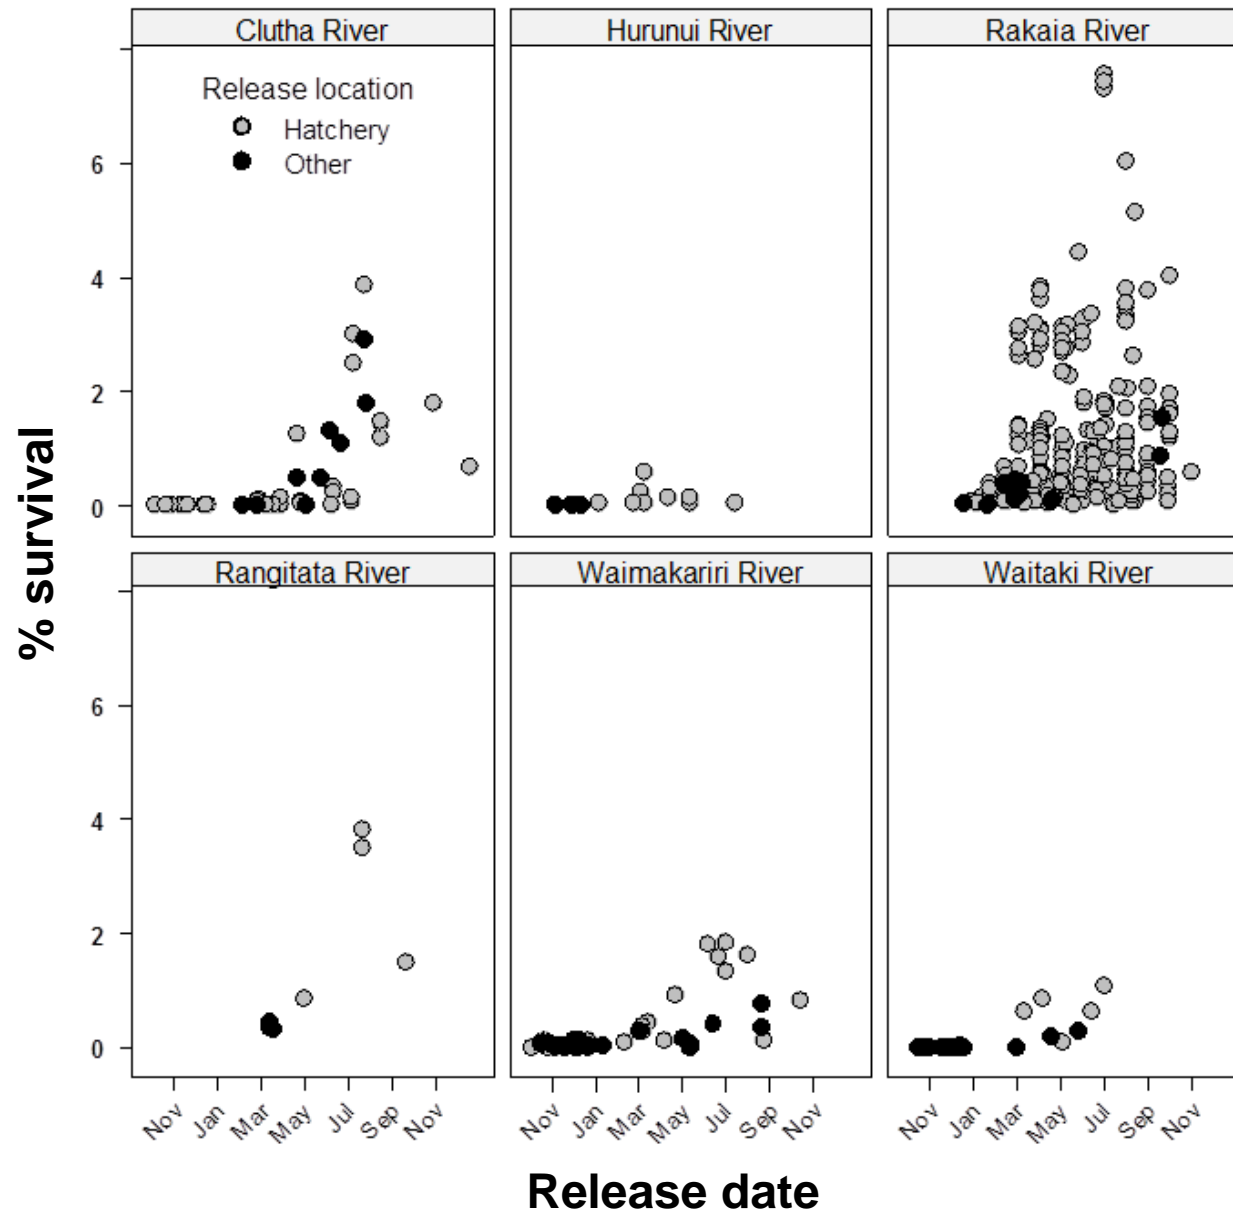 Clutha River
Hurunui River
Rakaia River
Release location
Hatchery
Other
6
4
2
0
% survival
Rangitata River
Waimakariri River
Waitaki River
6
4
2
0
Nov Jan Mar May Jul Sep Nov
Nov Jan Mar May Jul Sep Nov
Nov Jan Mar May Jul Sep Nov
Release date